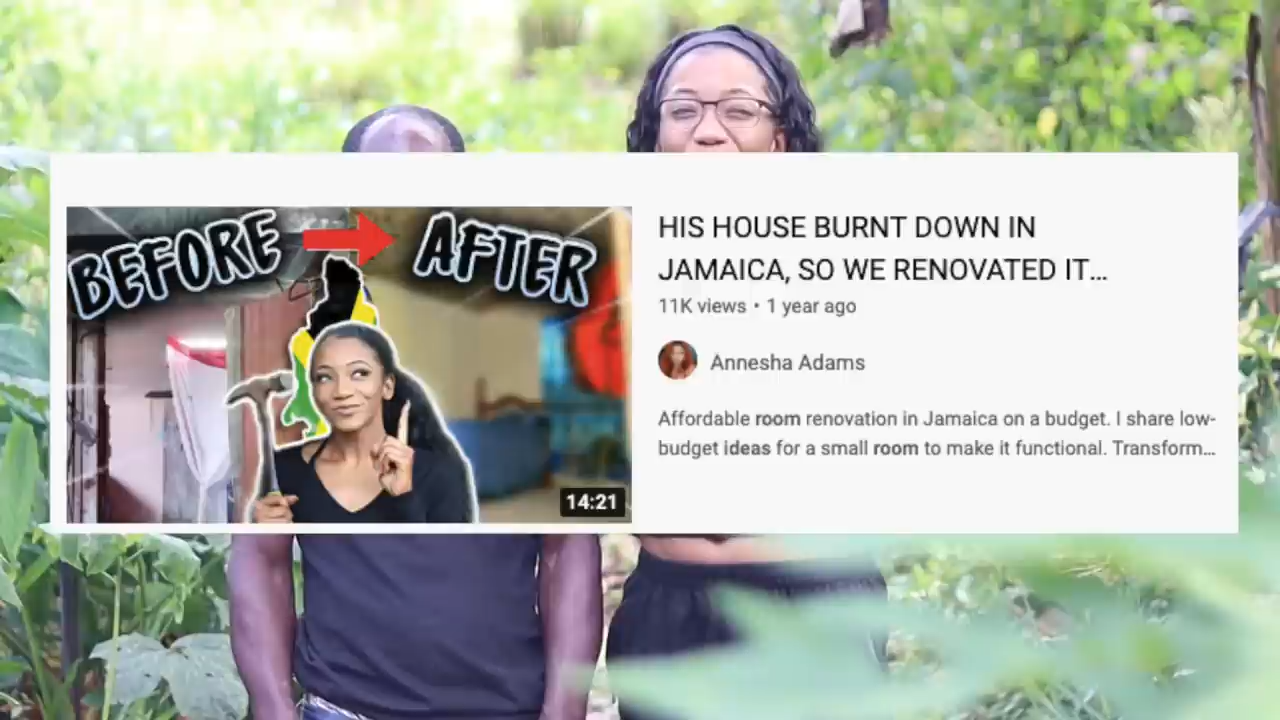 BEFORE
AFTER
14:21
HIS HOUSE BURNT DOWN IN
JAMAICA, SO WE RENOVATED IT...
11K views • 1 year ago
Annesha Adams
Affordable room renovation in Jamaica on a budget. I share low-
budget ideas for a small room to make it functional. Transform...